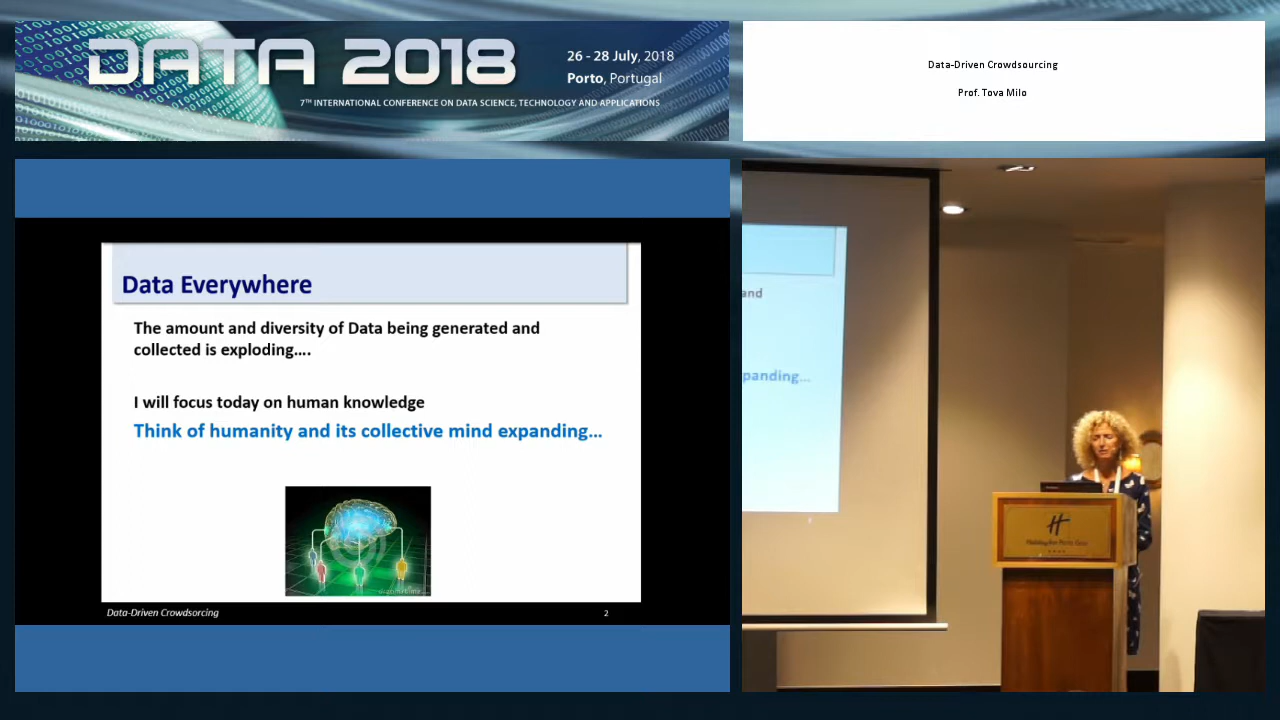 DATA 2018
26 - 28 July, 2018
Porto, Portugal
7TH INTERNATIONAL CONFERENCE ON DATA SCIENCE, TECHNOLOGY AND APPLICATIONS
Data-Driven Crowdsourcing
Prof. Tova Milo
Data Everywhere
The amount and diversity of Data being generated and
collected is exploding....
I will focus today on human knowledge
Think of humanity and its collective mind expanding...
Data-Driven Crowdsorcing
2
and
panding...
H